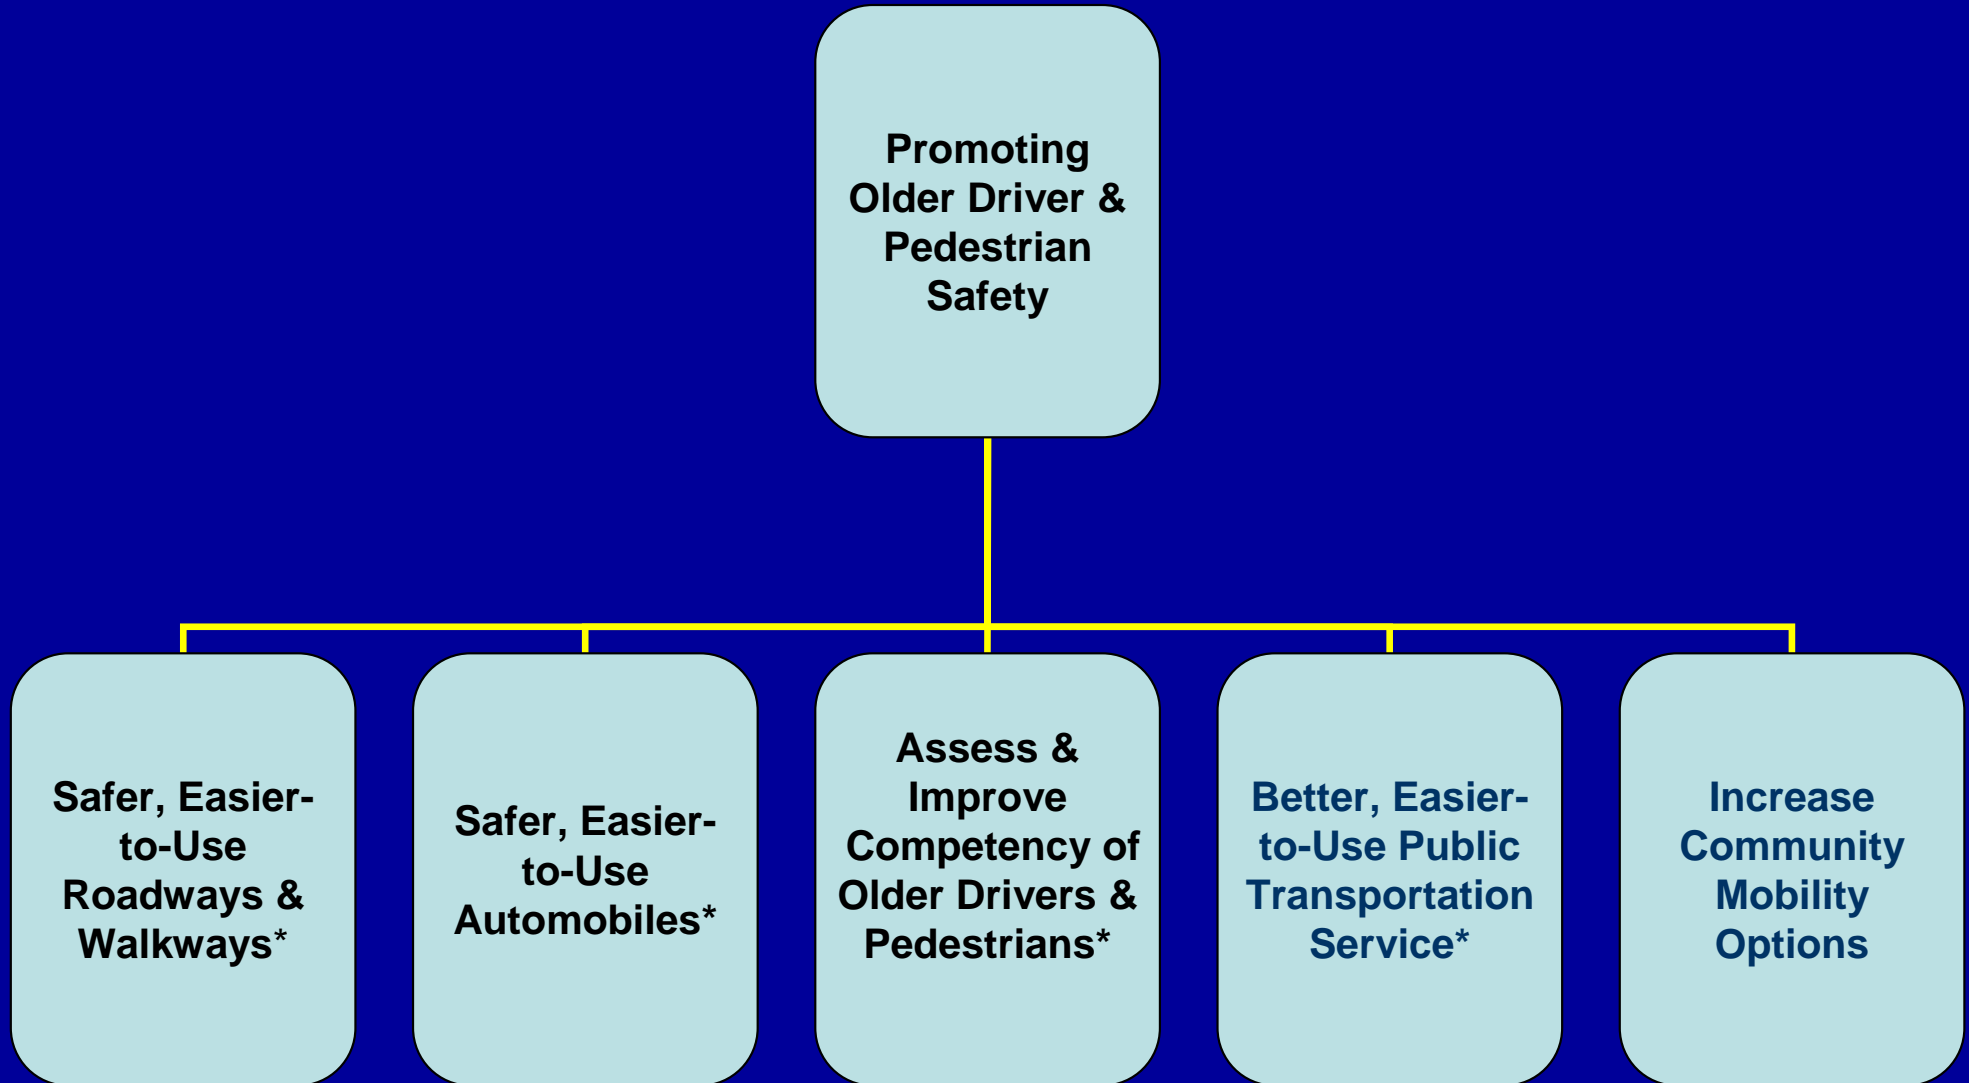 Promoting
Older Driver &
Pedestrian
Safety
Safer, Easier-
to-Use
Roadways &
Walkways*
Safer, Easier-
to-Use
Automobiles*
Assess &
Improve
Competency of
Older Drivers &
Pedestrians*
Better, Easier-
to-Use Public
Transportation
Service*
Increase
Community
Mobility
Options